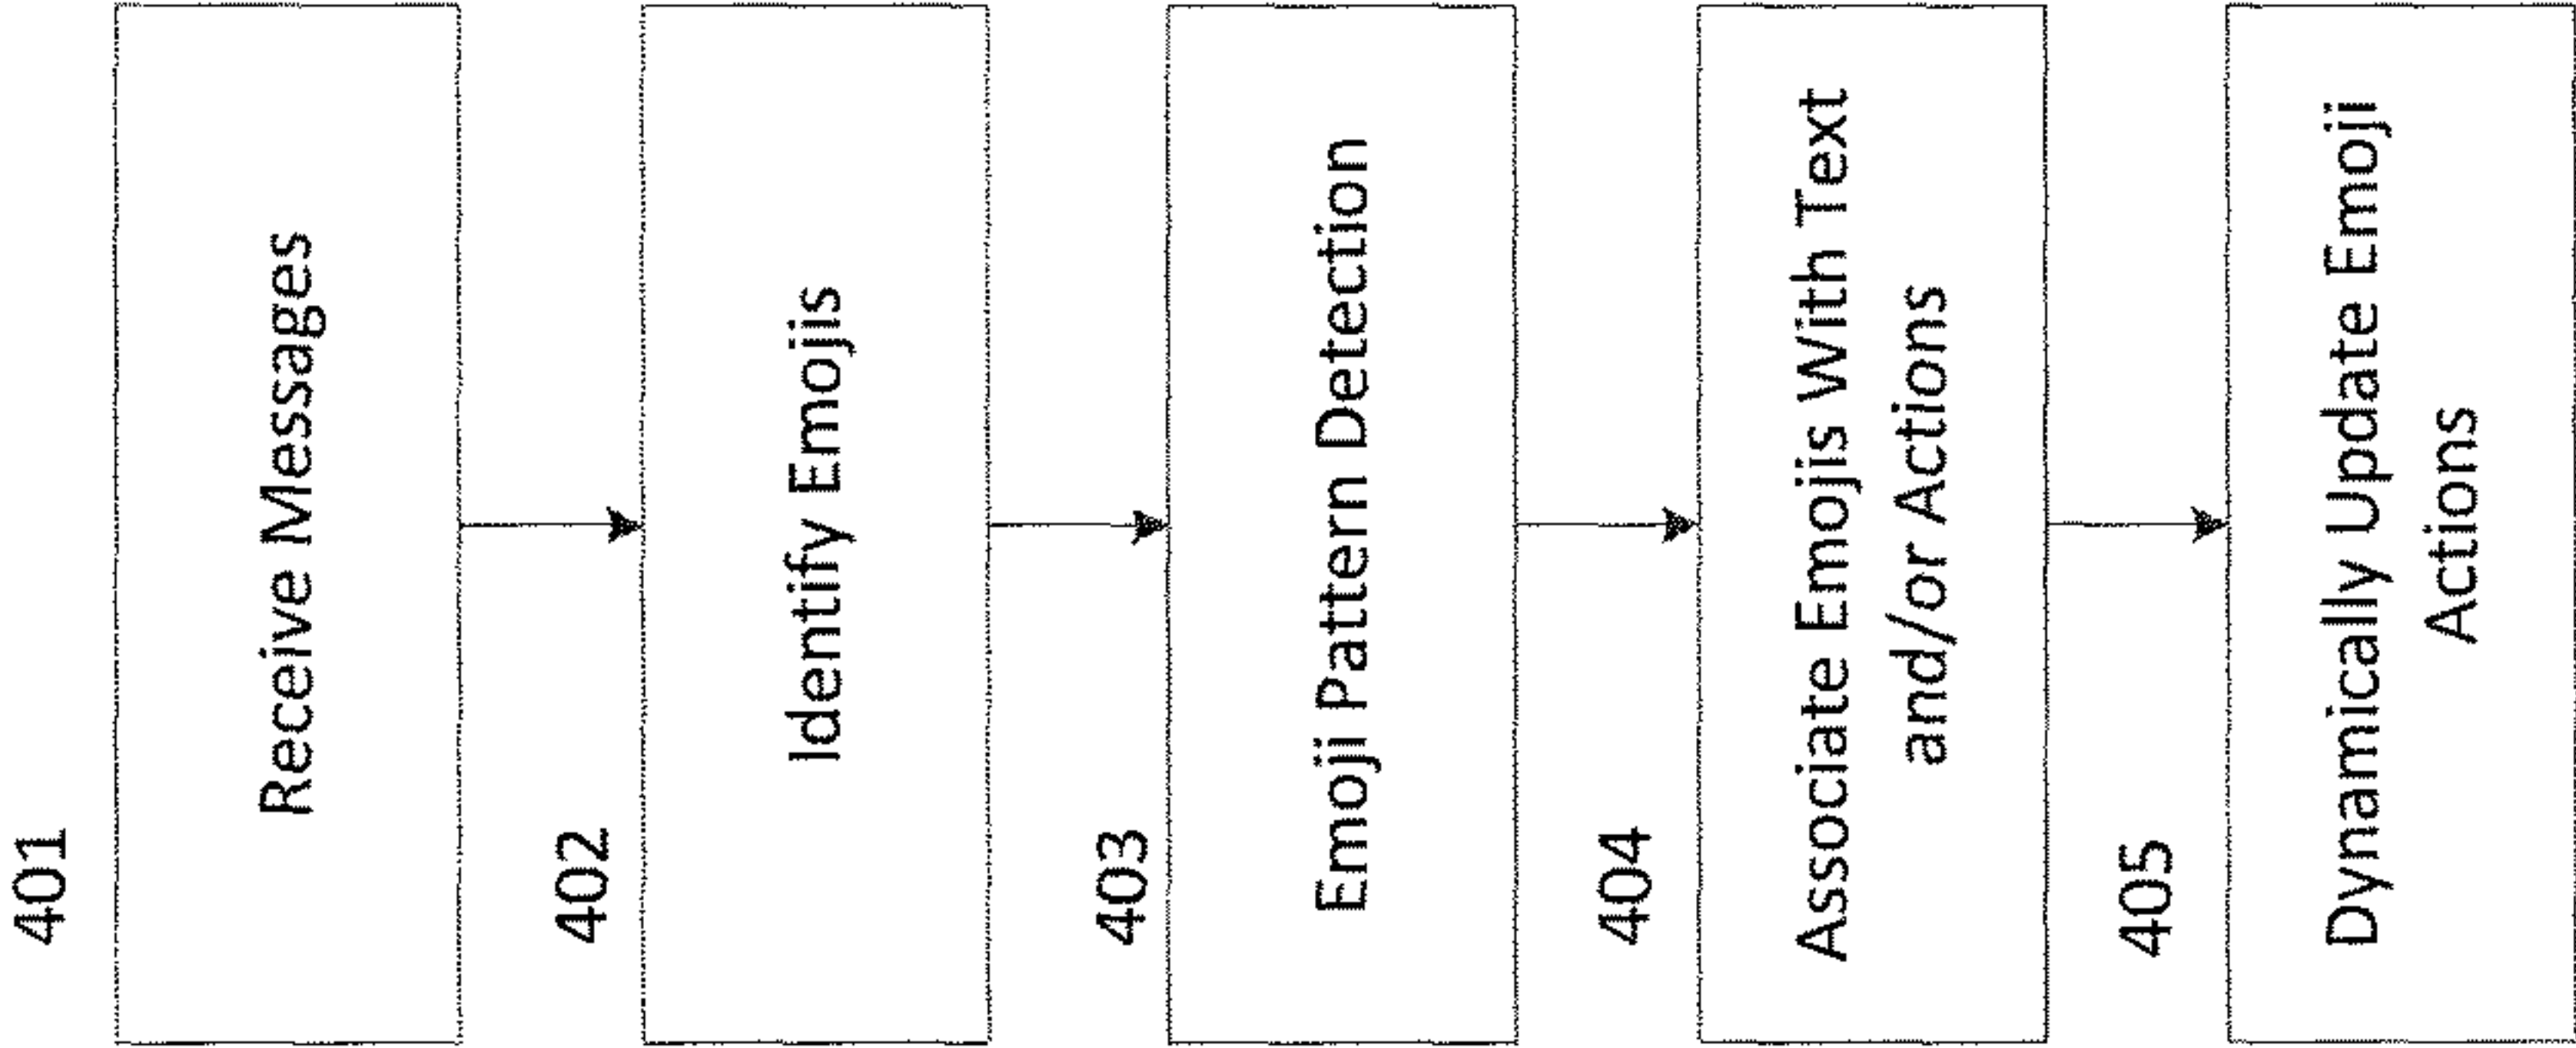 401
Receive Messages
402
Identify Emojis
403
Emoji Pattern Detection
404
Associate Emojis With Text
and/or Actions
405
Dynamically Update Emoji
Actions